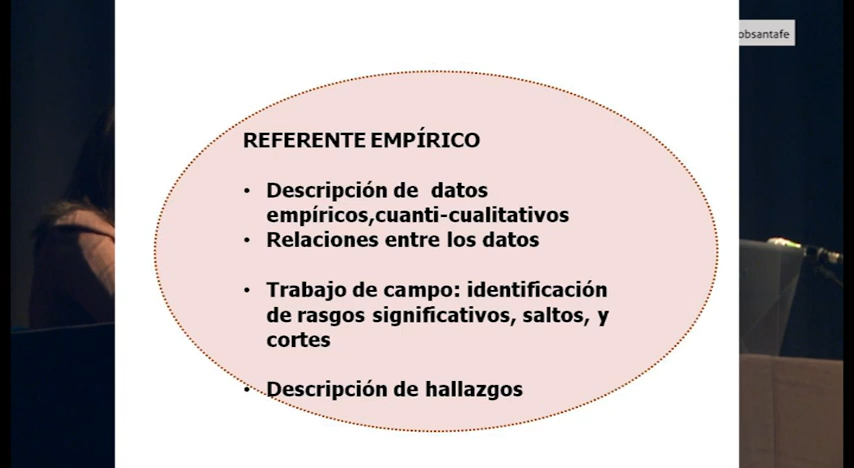 obsantafe
REFERENTE EMPÍRICO
• Descripción de datos
empíricos,cuanti-cualitativos
• Relaciones entre los datos
• Trabajo de campo: identificación
de rasgos significativos, saltos, y
cortes
• Descripción de hallazgos